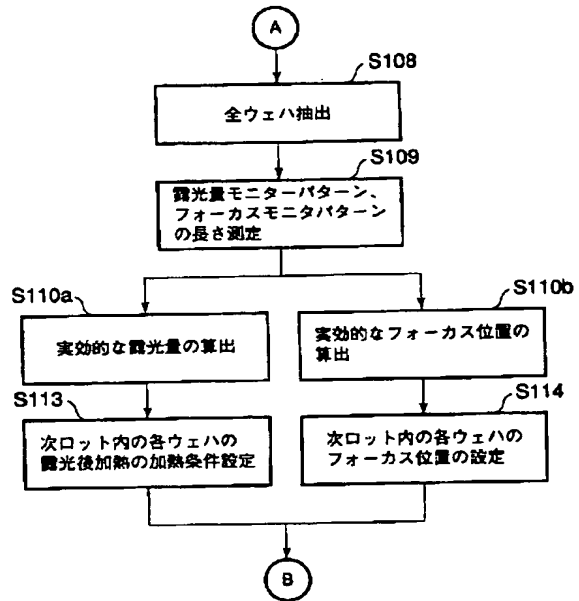 A
S108
全ウェハ抽出
S109
露光量モニターパターン、
フォーカスモニタパターン
の長さ測定
S110a
実効的な露光量の算出
S110b
実効的なフォーカス位置の
算出
S113
次ロット内の各ウェハの
露光後加熱の加熱条件設定
S114
次ロット内の各ウェハの
フォーカス位置の設定
B